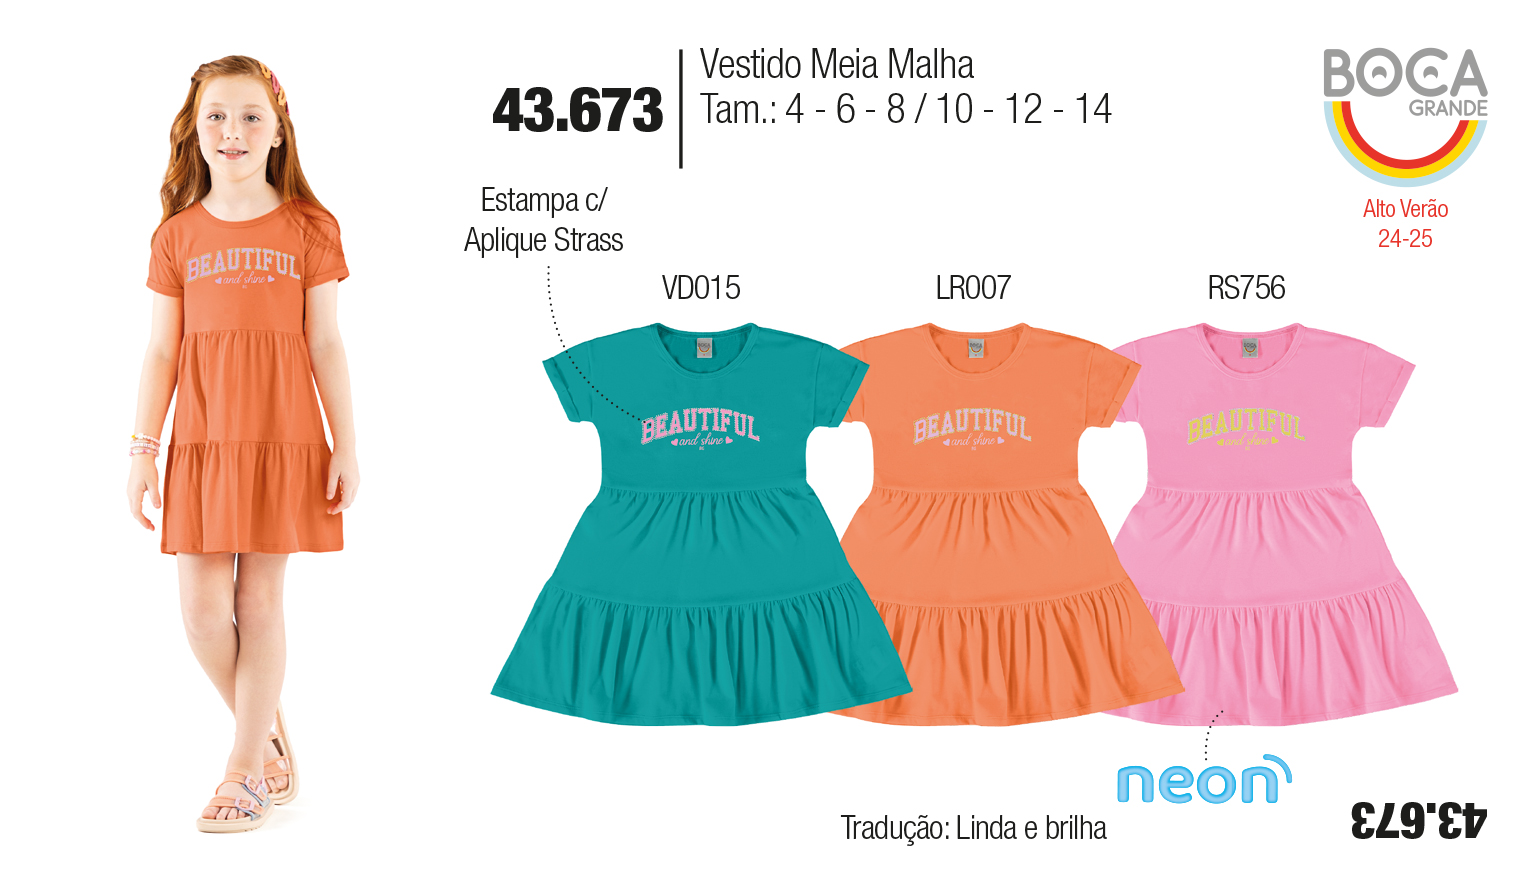 43.673
Vestido Meia Malha
Tam.: 4 - 6 - 8 / 10 - 12 - 14
BOCA
GRANDE
Alto Verão
24-25
Estampa c/
Aplique Strass
BEAUTIFUL
and shine
VD015
LR007
RS756
BEAUTIFUL
and shine
BEAUTIFUL
and shine
BEAUTIFUL
and shine
neon
Tradução: Linda e brilha
43.673